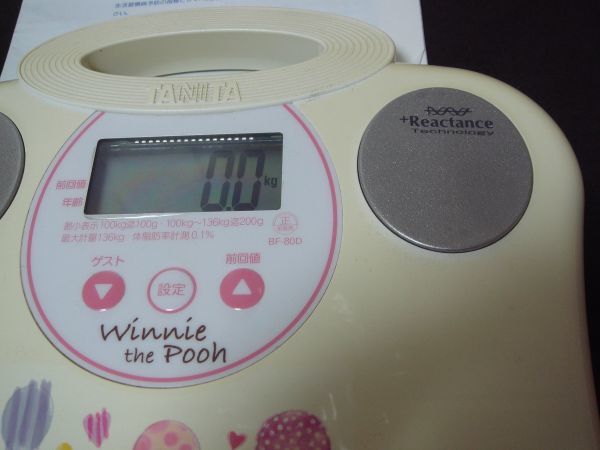 TANITA
+Reactance
Technology
0.0 kg
前回値
年齢
最小表示100kg迄100g・100kg〜136kg迄200g
最大計量136kg 体脂肪率計測0.1%
正
BF-80D
ゲスト
前回値
設定
Winnie
the Pooh